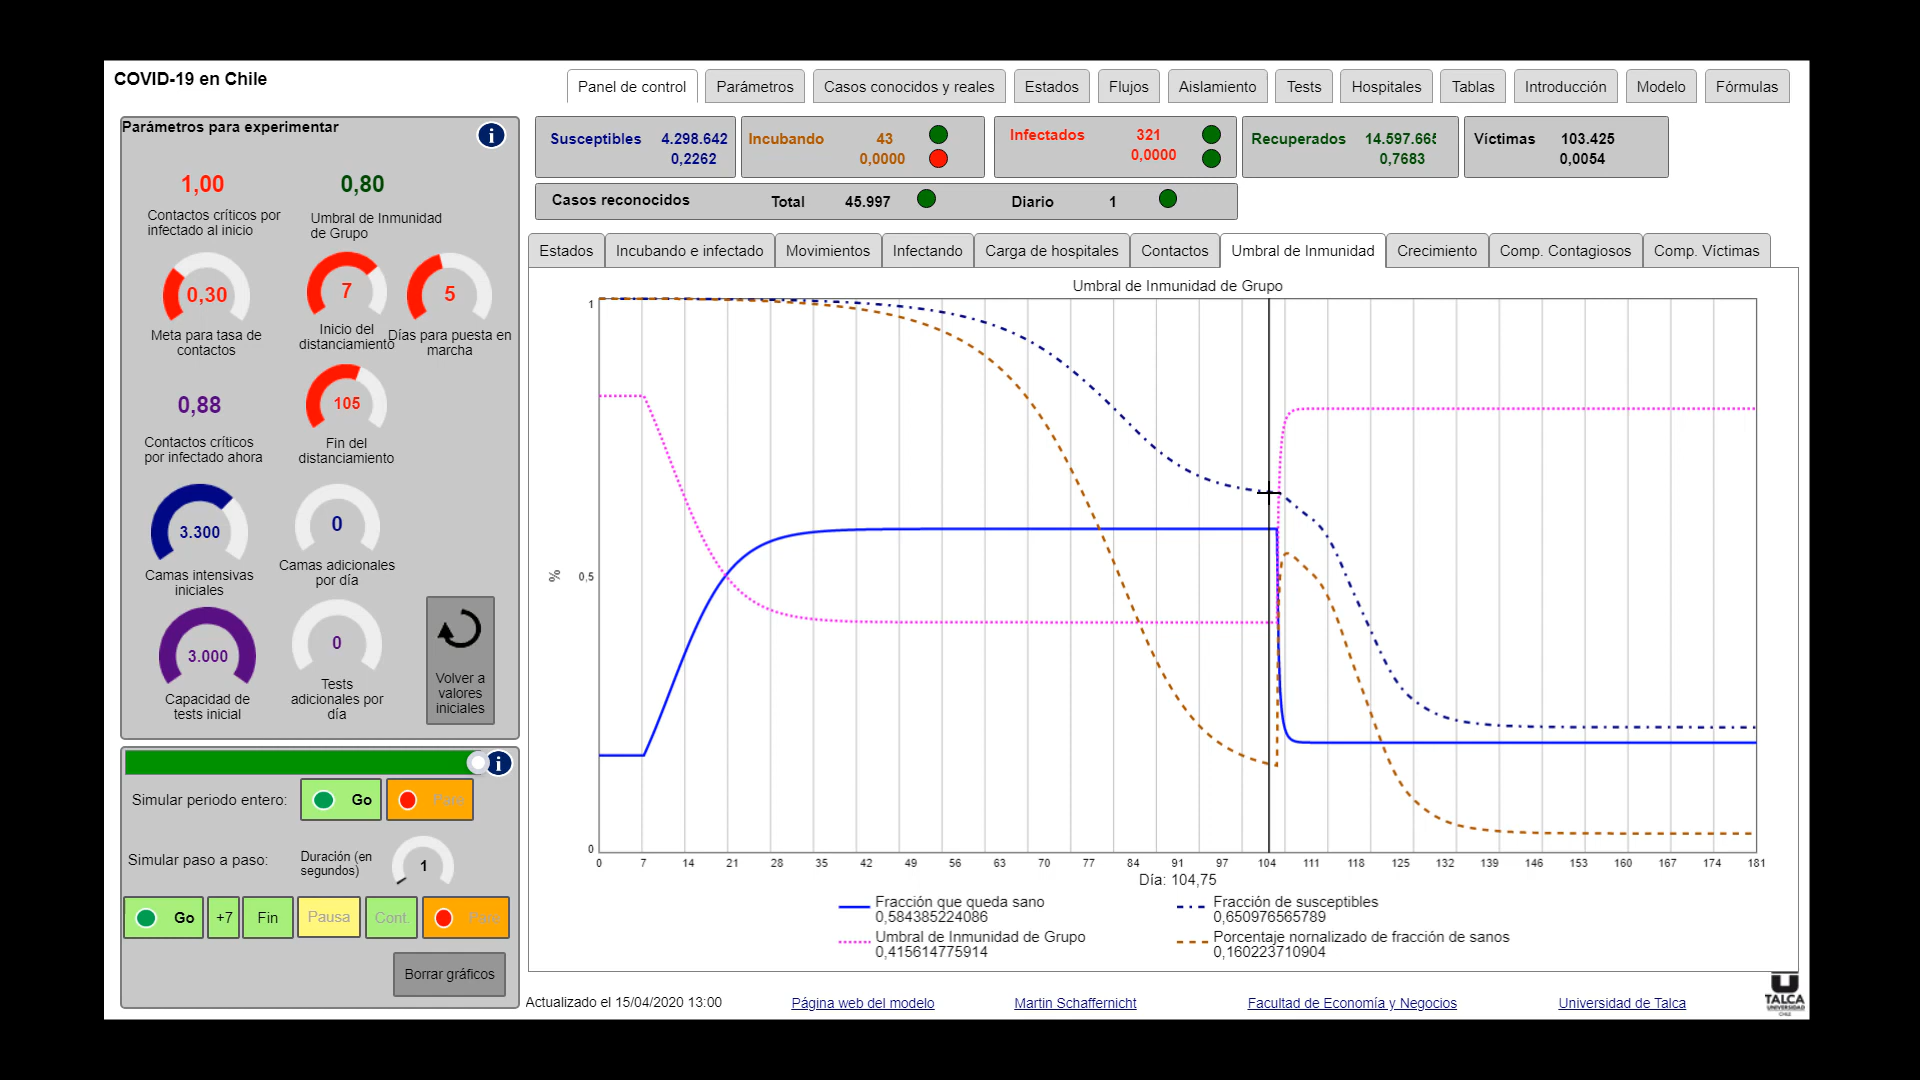 COVID-19 en Chile
Panel de control
Parámetros
Casos conocidos y reales
Estados
Flujos
Aislamiento
Tests
Hospitales
Tablas
Introducción
Modelo
Fórmulas
Parámetros para experimentar
i
1,00
Contactos críticos por
infectado al inicio
0,80
Umbral de Inmunidad
de Grupo
0,30
Meta para tasa de
contactos
7
Inicio del
distanciamiento
5
Días para puesta en
marcha
0,88
Contactos críticos
por infectado ahora
105
Fin del
distanciamiento
3.300
Camas intensivas
iniciales
0
Camas adicionales
por día
3.000
Capacidad de
tests inicial
0
Tests
adicionales por
día
Volver a
valores
iniciales
i
Simular periodo entero:
Go
Pare
Simular paso a paso:
Duración (en
segundos)
1
Go
+7
Fin
Pausa
Cont.
Pare
Borrar gráficos
Susceptibles 4.298.642
0,2262
Incubando 43
0,0000
Infectados 321
0,0000
Recuperados 14.597.665
0,7683
Víctimas 103.425
0,0054
Casos reconocidos Total 45.997 Diario 1
Estados
Incubando e infectado
Movimientos
Infectando
Carga de hospitales
Contactos
Umbral de Inmunidad
Crecimiento
Comp. Contagiosos
Comp. Víctimas
Umbral de Inmunidad de Grupo
1
%
0,5
0
0 7 14 21 28 35 42 49 56 63 70 77 84 91 97 104 111 118 125 132 139 146 153 160 167 174 181
Día: 104,75
Fracción que queda sano
0,584385224086
Fracción de susceptibles
0,650976565789
Umbral de Inmunidad de Grupo
0,415614775914
Porcentaje nornalizado de fracción de sanos
0,160223710904
Actualizado el 15/04/2020 13:00
Página web del modelo
Martin Schaffernicht
Facultad de Economía y Negocios
Universidad de Talca
TALCA
UNIVERSIDAD
CHILE